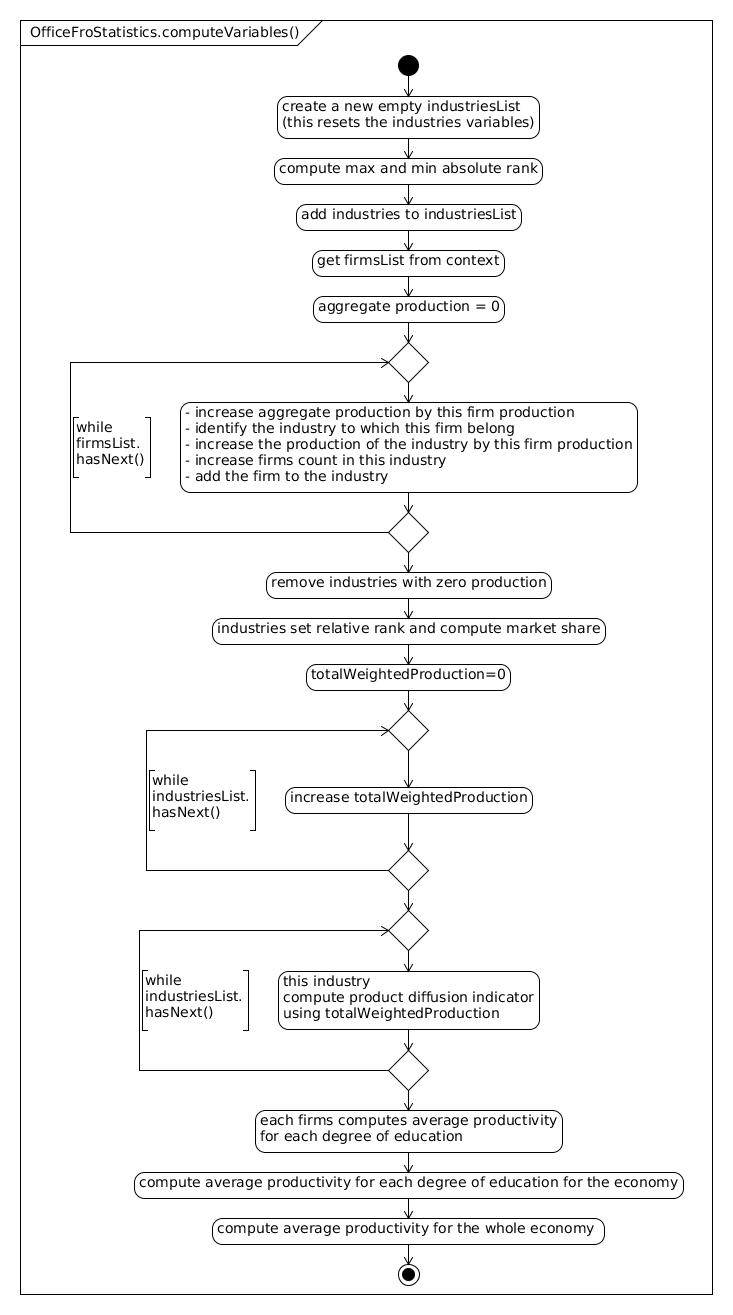 OfficeFroStatistics.computeVariables()
create a new empty industriesList
(this resets the industries variables)
compute max and min absolute rank
add industries to industriesList
get firmsList from context
aggregate production = 0
while
firmsList.
hasNext()
- increase aggregate production by this firm production
- identify the industry to which this firm belong
- increase the production of the industry by this firm production
- increase firms count in this industry
- add the firm to the industry
remove industries with zero production
industries set relative rank and compute market share
totalWeightedProduction=0
while
industriesList.
hasNext()
increase totalWeightedProduction
while
industriesList.
hasNext()
this industry
compute product diffusion indicator
using totalWeightedProduction
each firms computes average productivity
for each degree of education
compute average productivity for each degree of education for the economy
compute average productivity for the whole economy